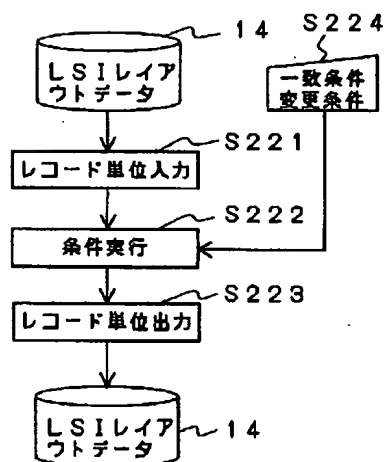 14
LSIレイア
ウトデータ
S224
一致条件
変更条件
S221
レコード単位入力
S222
条件実行
S223
レコード単位出力
LSIレイア
ウトデータ
14